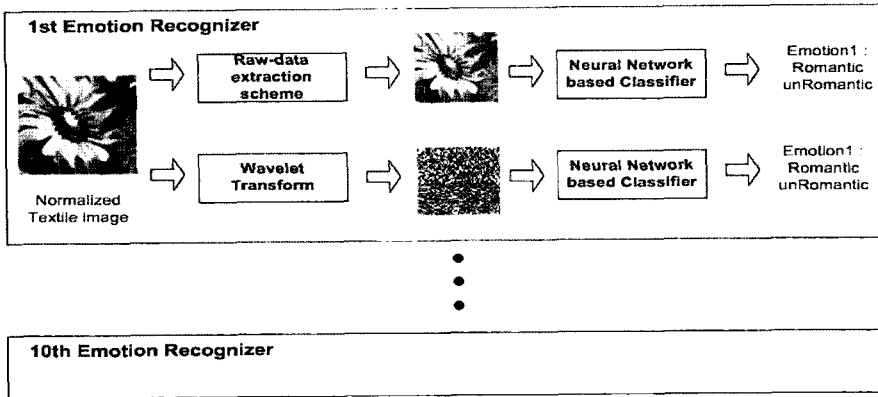 1st Emotion Recognizer
Raw-data
extraction
scheme
Neural Network
based Classifier
Emotion1 :
Romantic
unRomantic
Normalized
Textile Image
Wavelet
Transform
Neural Network
based Classifier
Emotion1 :
Romantic
unRomantic
10th Emotion Recognizer